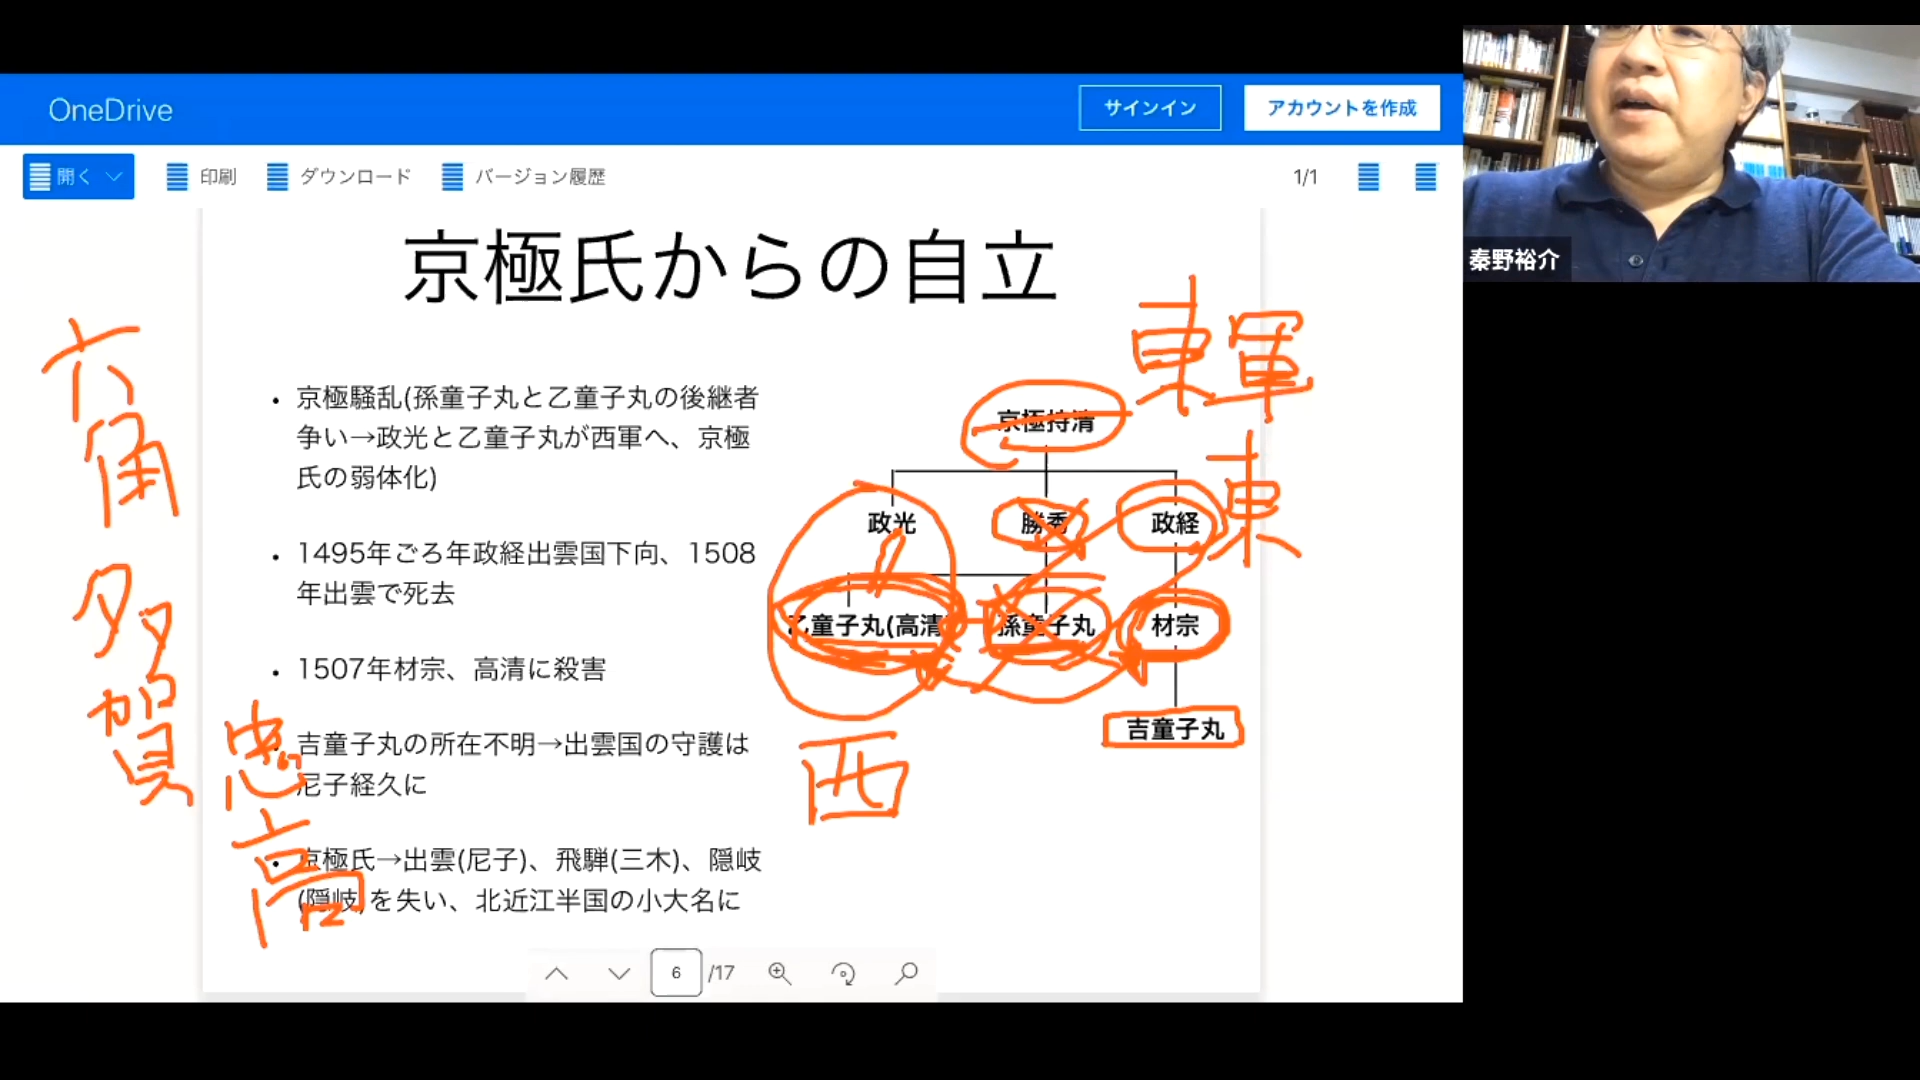 OneDrive
サインイン
アカウントを作成
開く
印刷
ダウンロード
バージョン履歴
1/1
秦野裕介
京極氏からの自立
• 京極騒乱(孫童子丸と乙童子丸の後継者
争い→政光と乙童子丸が西軍へ、京極
氏の弱体化)
• 1495年ごろ年政経出雲国下向、1508
年出雲で死去
• 1507年材宗、高清に殺害
• 吉童子丸の所在不明→出雲国の守護は
尼子経久に
• 京極氏→出雲(尼子)、飛騨(三木)、隠岐
(隠岐)を失い、北近江半国の小大名に
京極持清
政光
勝秀
政経
乙童子丸(高清
孫童子丸
材宗
吉童子丸
東軍
東
西
六角
多賀
忠高
6
/17